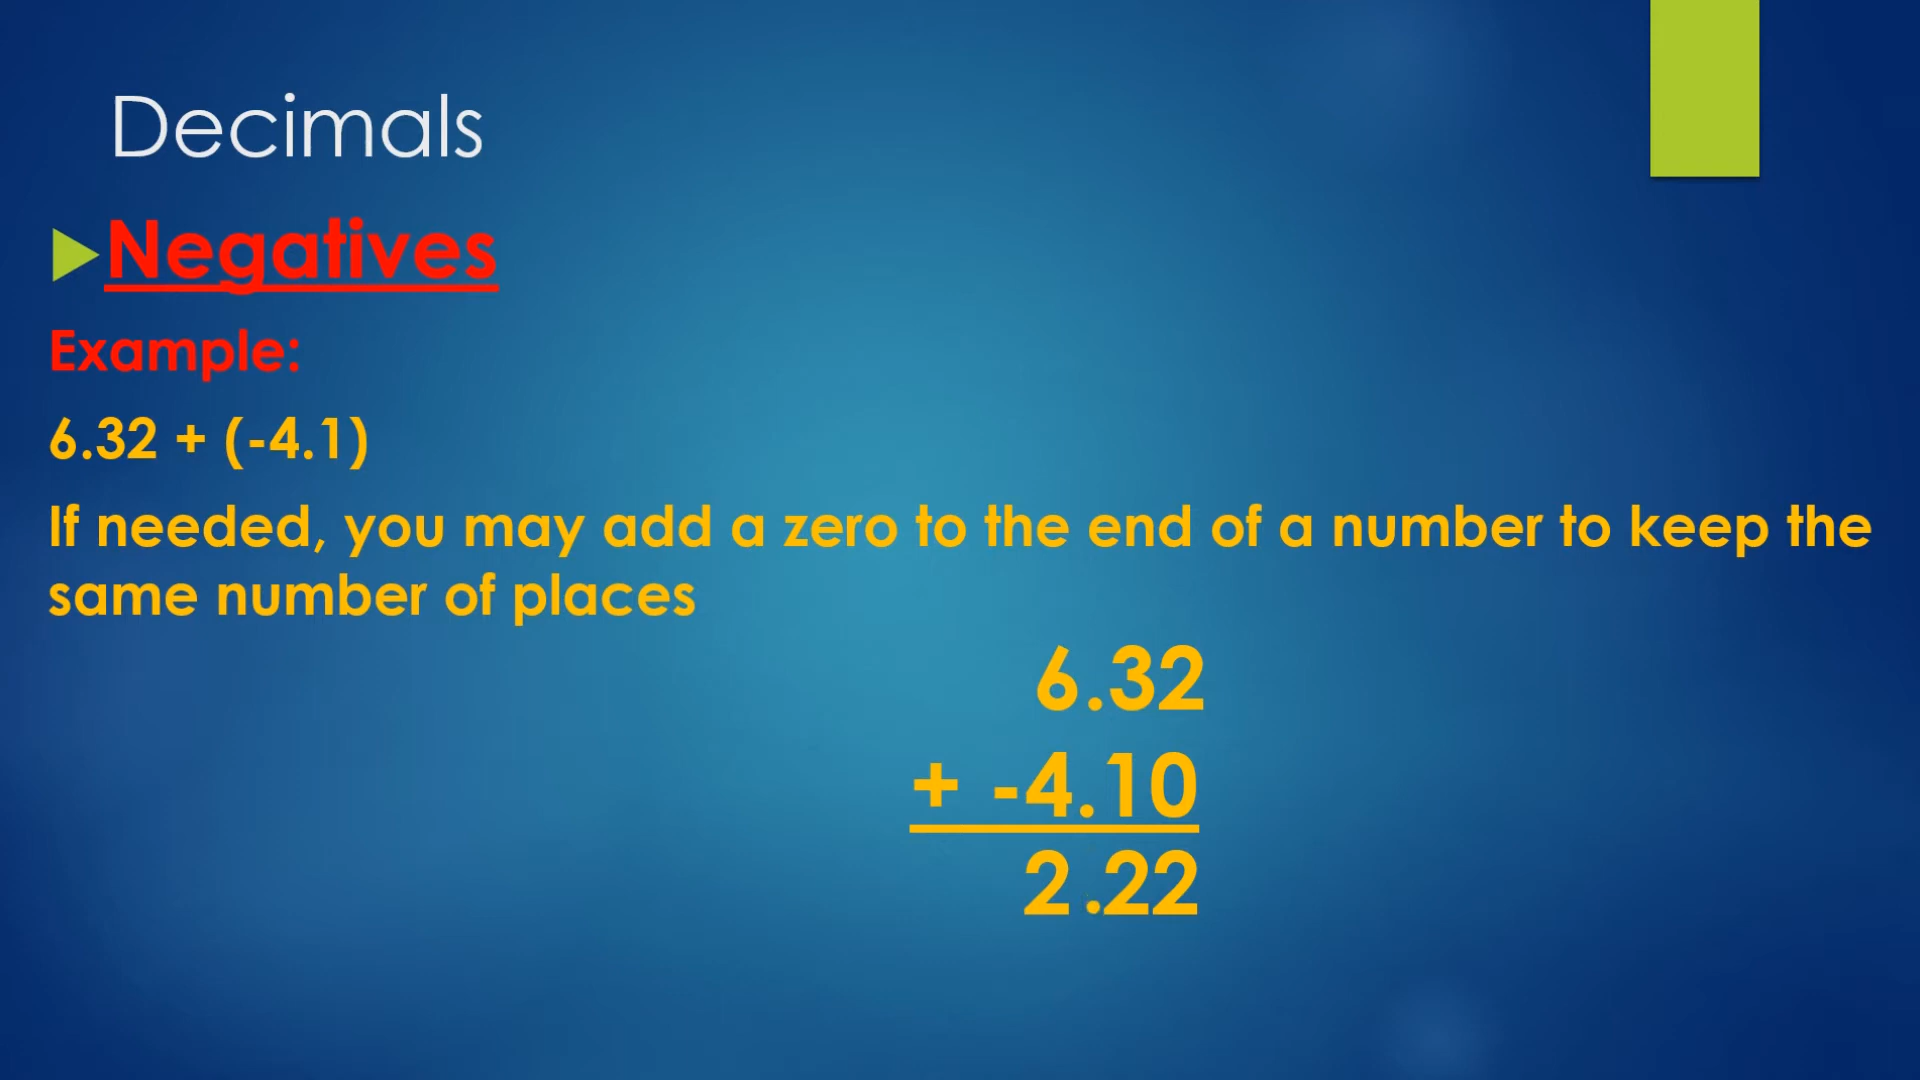 Decimals
Negatives
Example:
6.32 + (-4.1)
If needed, you may add a zero to the end of a number to keep the
same number of places
6.32
+ -4.10
2.22